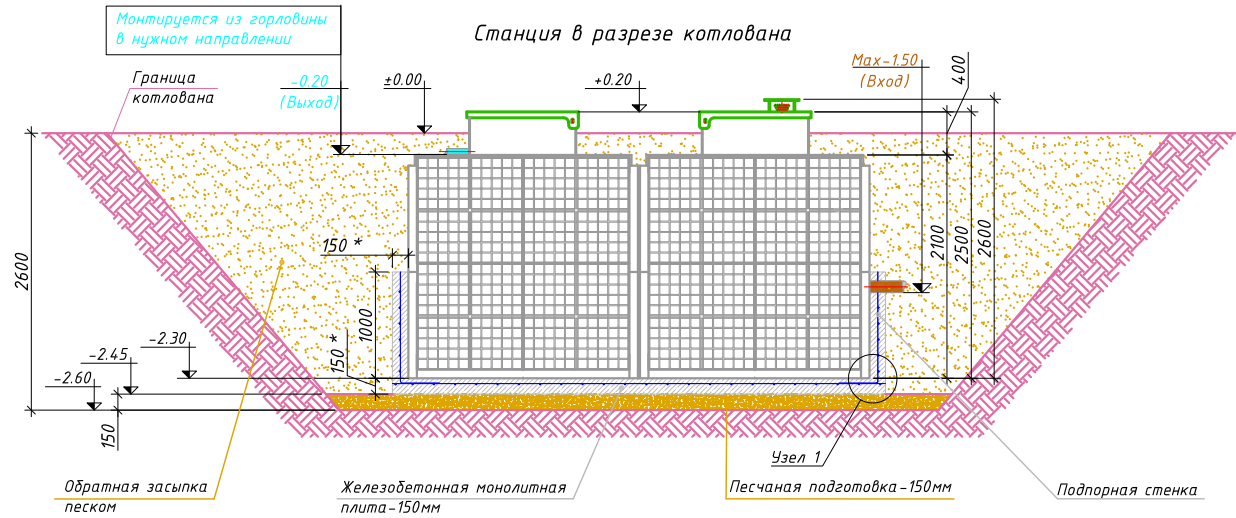 Монтируется из горловины
в нужном направлении
Станция в разрезе котлована
Граница
котлована
-0.20
(Выход)
±0.00
+0.20
Max-1.50
(Вход)
400
2600
150 *
1000
150 *
2100
2500
2600
-2.30
-2.45
-2.60
150
Узел 1
Обратная засыпка
песком
Железобетонная монолитная
плита-150мм
Песчаная подготовка-150мм
Подпорная стенка